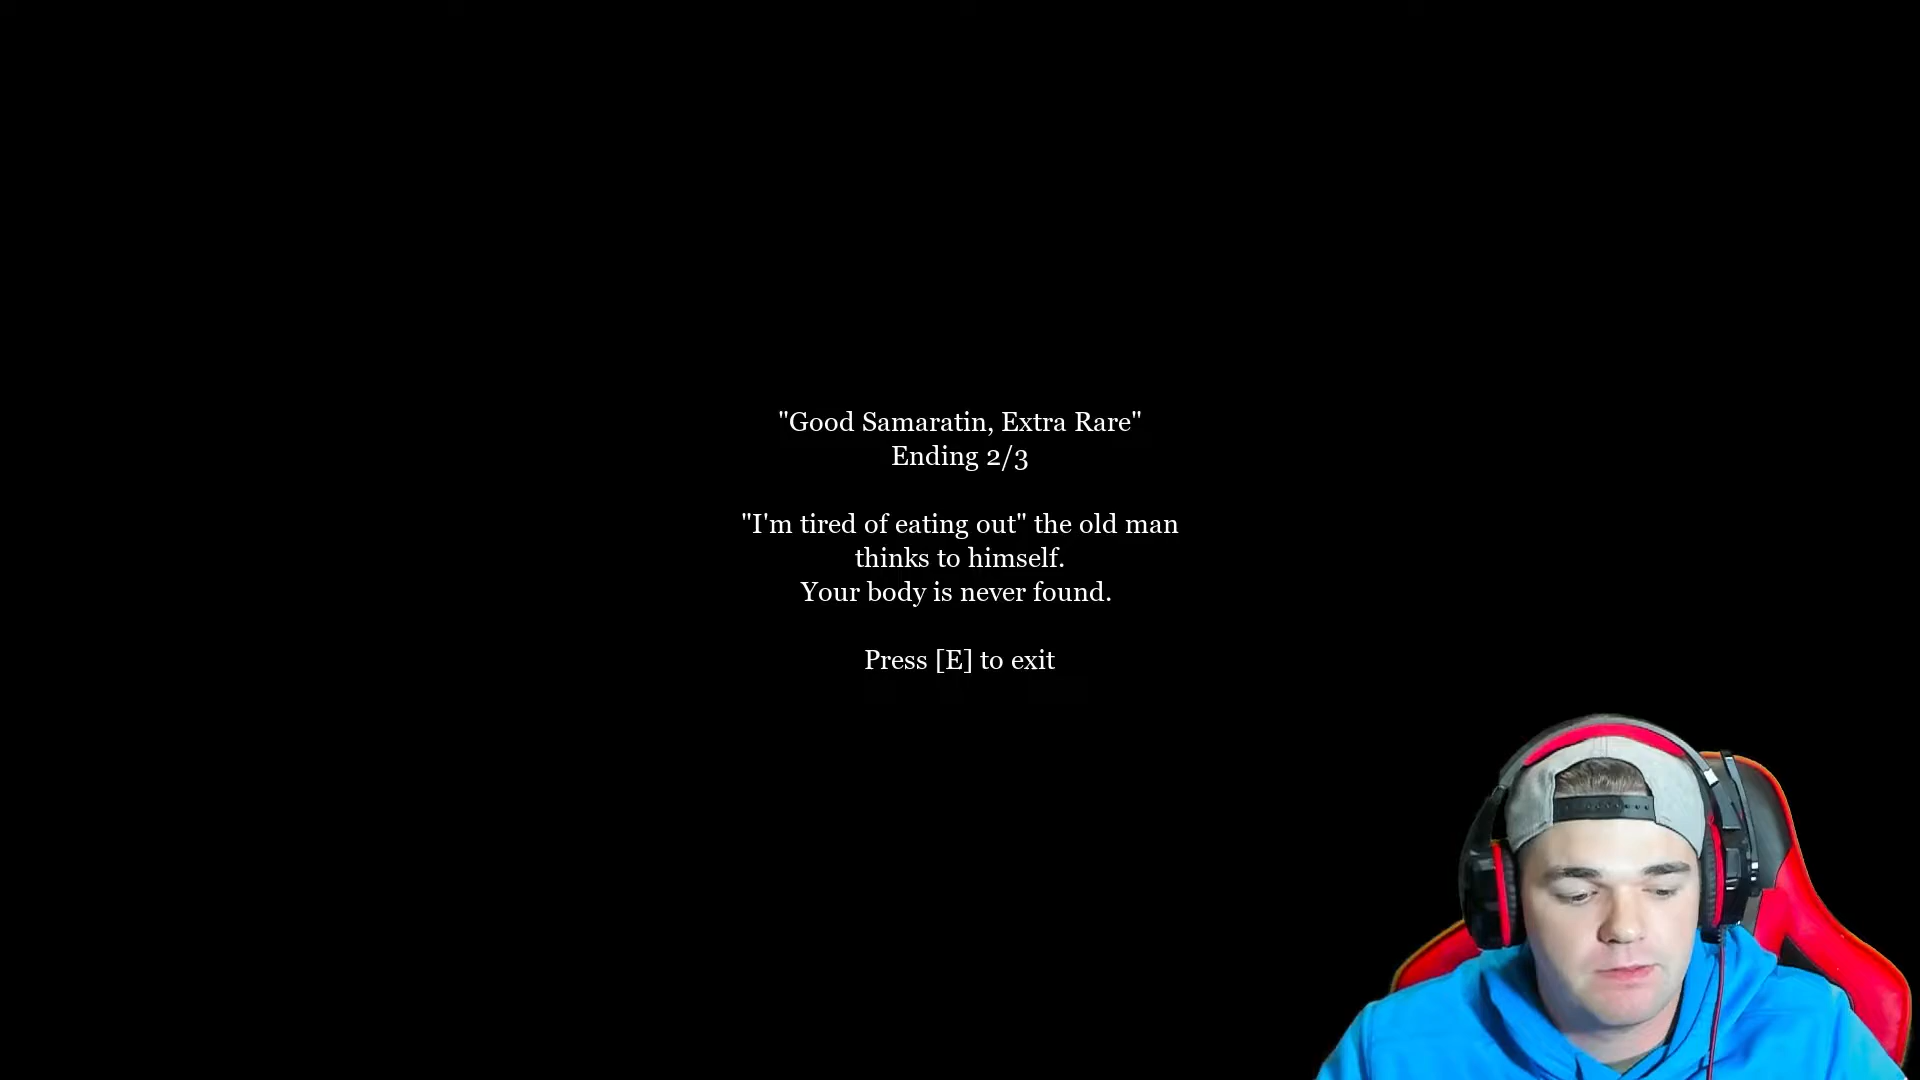 "Good Samaratin, Extra Rare"
Ending 2/3
"I'm tired of eating out" the old man
thinks to himself.
Your body is never found.
Press [E] to exit